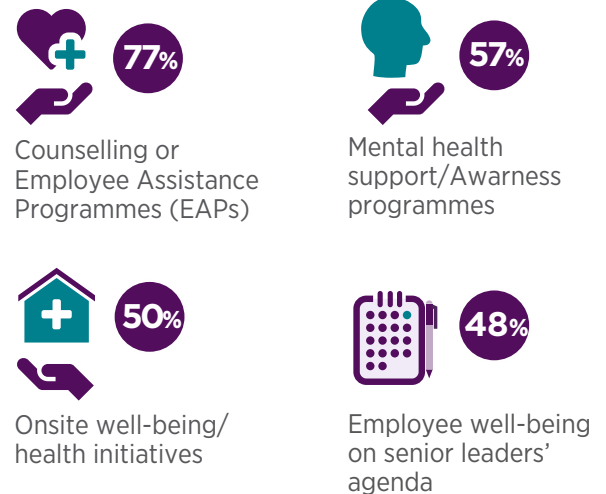 77%
Counselling or
Employee Assistance
Programmes (EAPs)
57%
Mental health
support/Awarness
programmes
50%
Onsite well-being/
health initiatives
48%
Employee well-being
on senior leaders’
agenda